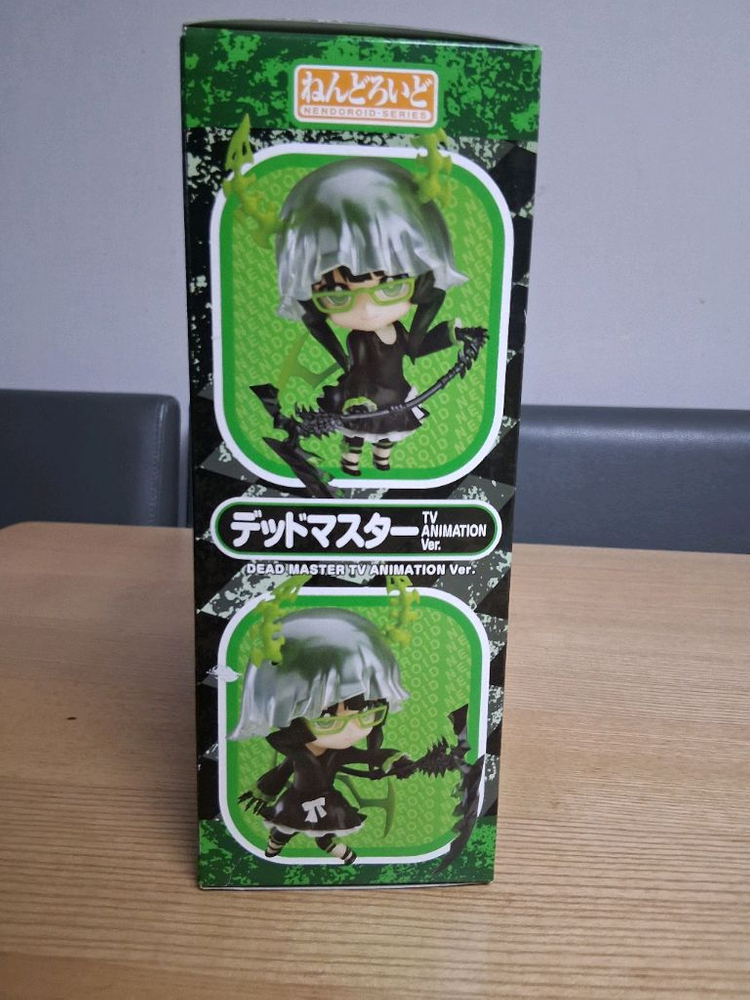 ねんどろいど
NENDOROID-SERIES
デッドマスター TV ANIMATION Ver.
DEAD MASTER TV ANIMATION Ver.